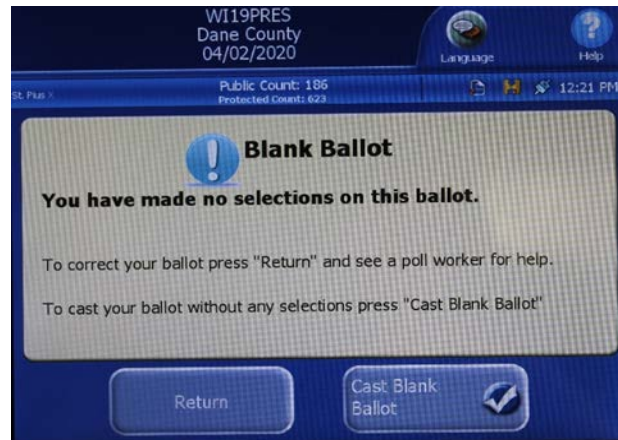 WI19PRES
Dane County
04/02/2020
Language
Help
St. Pius X
Public Count: 186
Protected Count: 623
12:21 PM
Blank Ballot
You have made no selections on this ballot.
To correct your ballot press "Return" and see a poll worker for help.
To cast your ballot without any selections press "Cast Blank Ballot"
Return
Cast Blank
Ballot